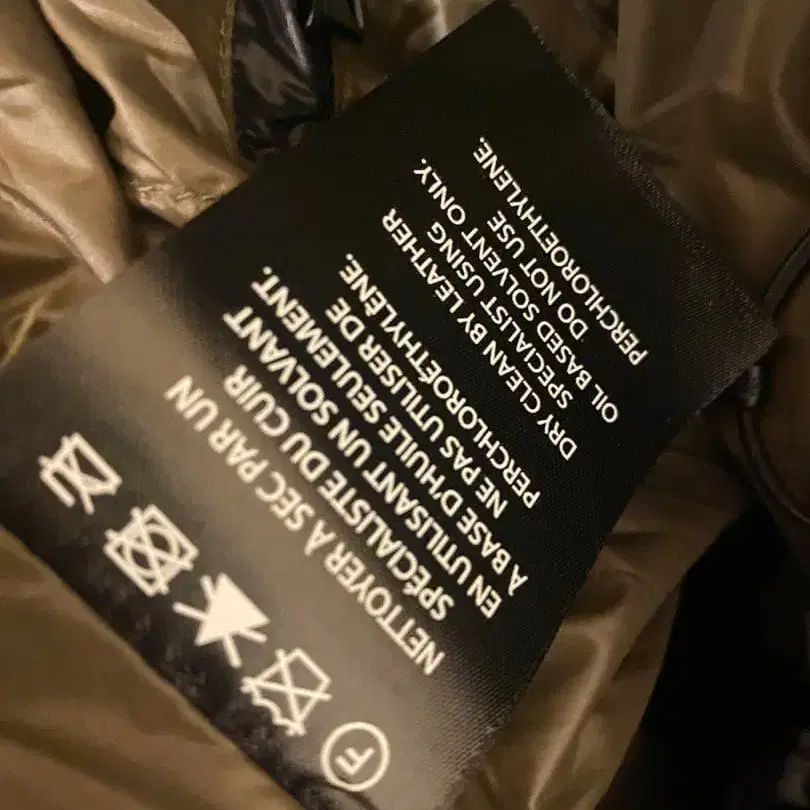 DRY CLEAN BY LEATHER
SPECIALIST USING
OIL BASED SOLVENT ONLY.
DO NOT USE
PERCHLOROETHYLENE.
NETTOYER À SEC PAR UN
SPÉCIALISTE DU CUIR
EN UTILISANT UN SOLVANT
À BASE D'HUILE SEULEMENT.
NE PAS UTILISER DE
PERCHLOROÉTHYLÈNE.
F